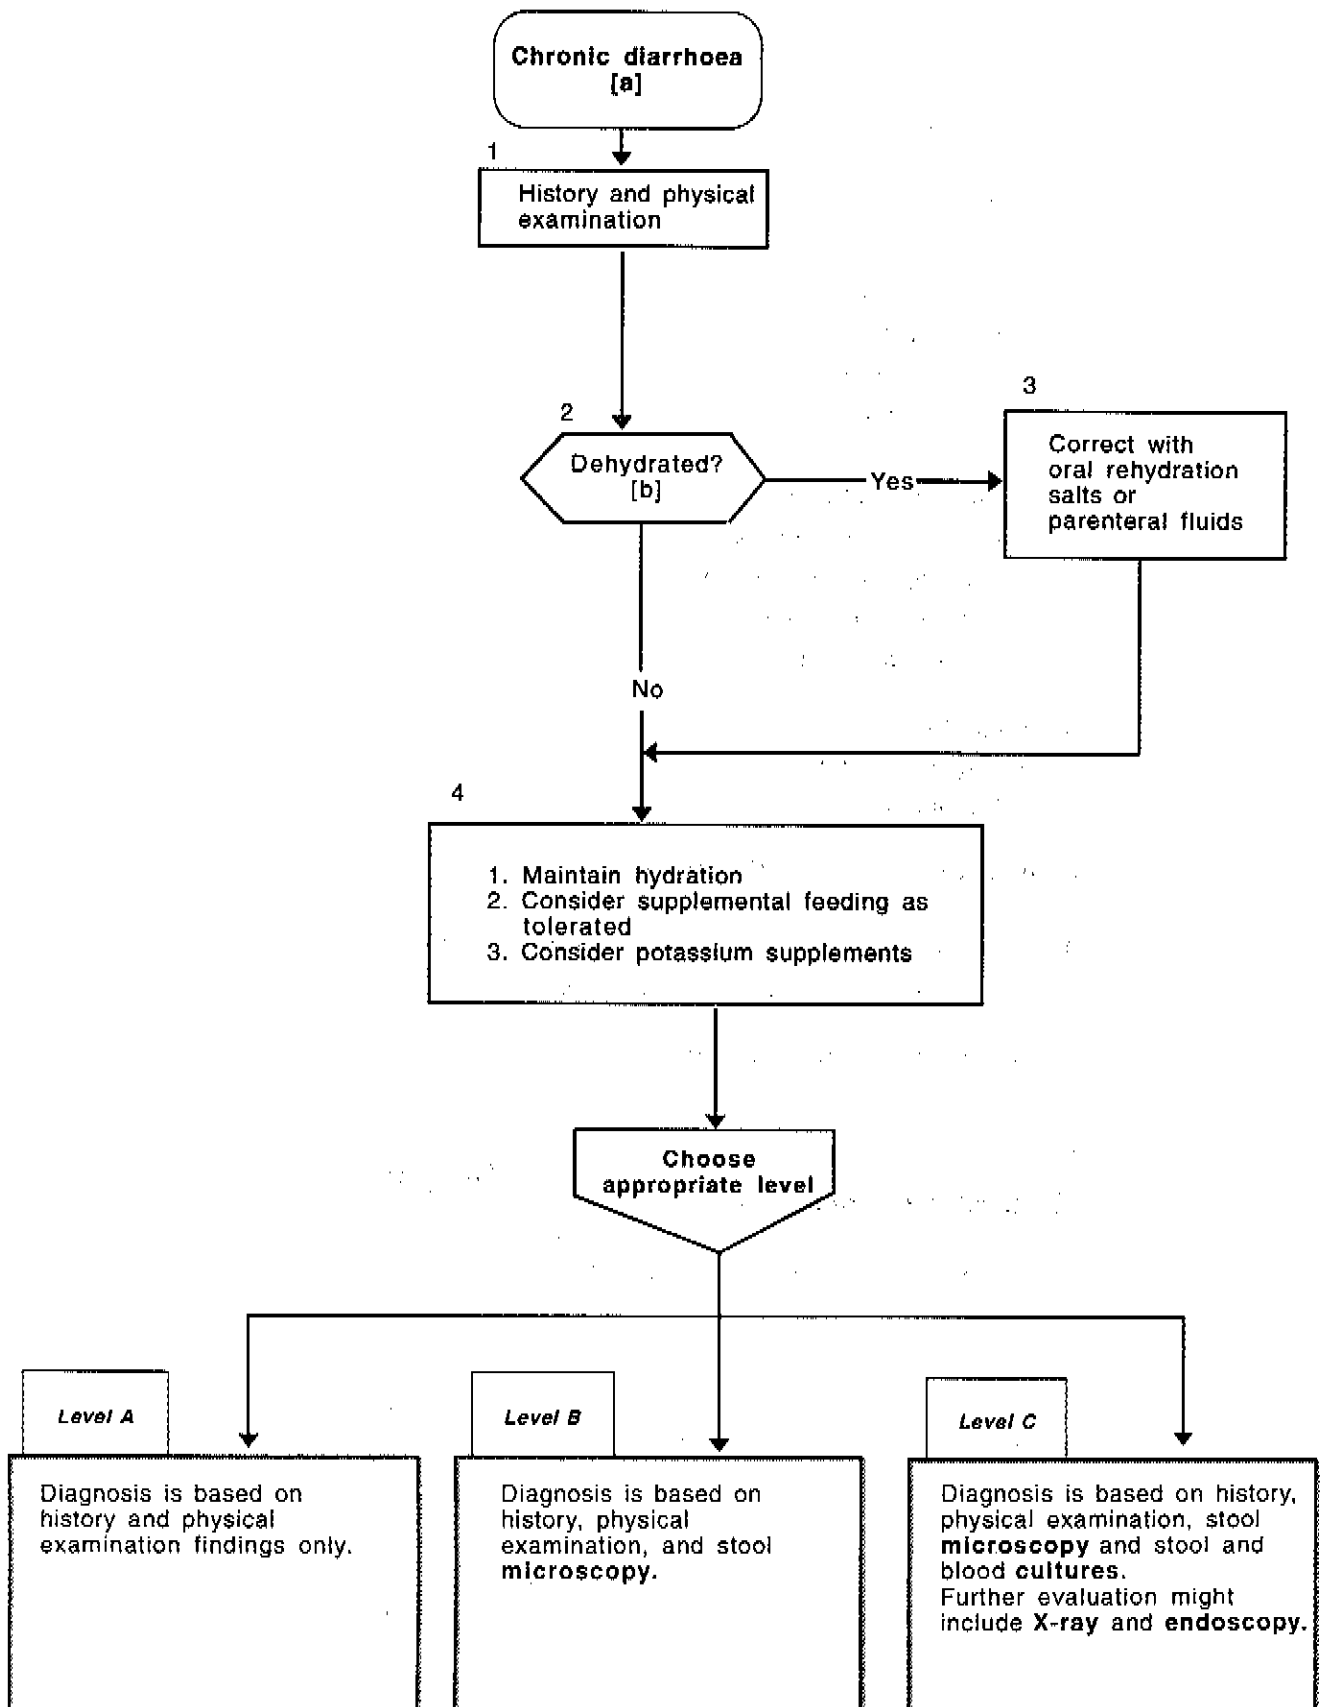 Chronic diarrhoea
[a]
1
History and physical
examination
2
Dehydrated?
[b]
Yes
3
Correct with
oral rehydration
salts or
parenteral fluids
No
4
1. Maintain hydration
2. Consider supplemental feeding as
tolerated
3. Consider potassium supplements
Choose
appropriate level
Level A
Diagnosis is based on
history and physical
examination findings only.
Level B
Diagnosis is based on
history, physical
examination, and stool
microscopy.
Level C
Diagnosis is based on history,
physical examination, stool
microscopy and stool and
blood cultures.
Further evaluation might
include X-ray and endoscopy.